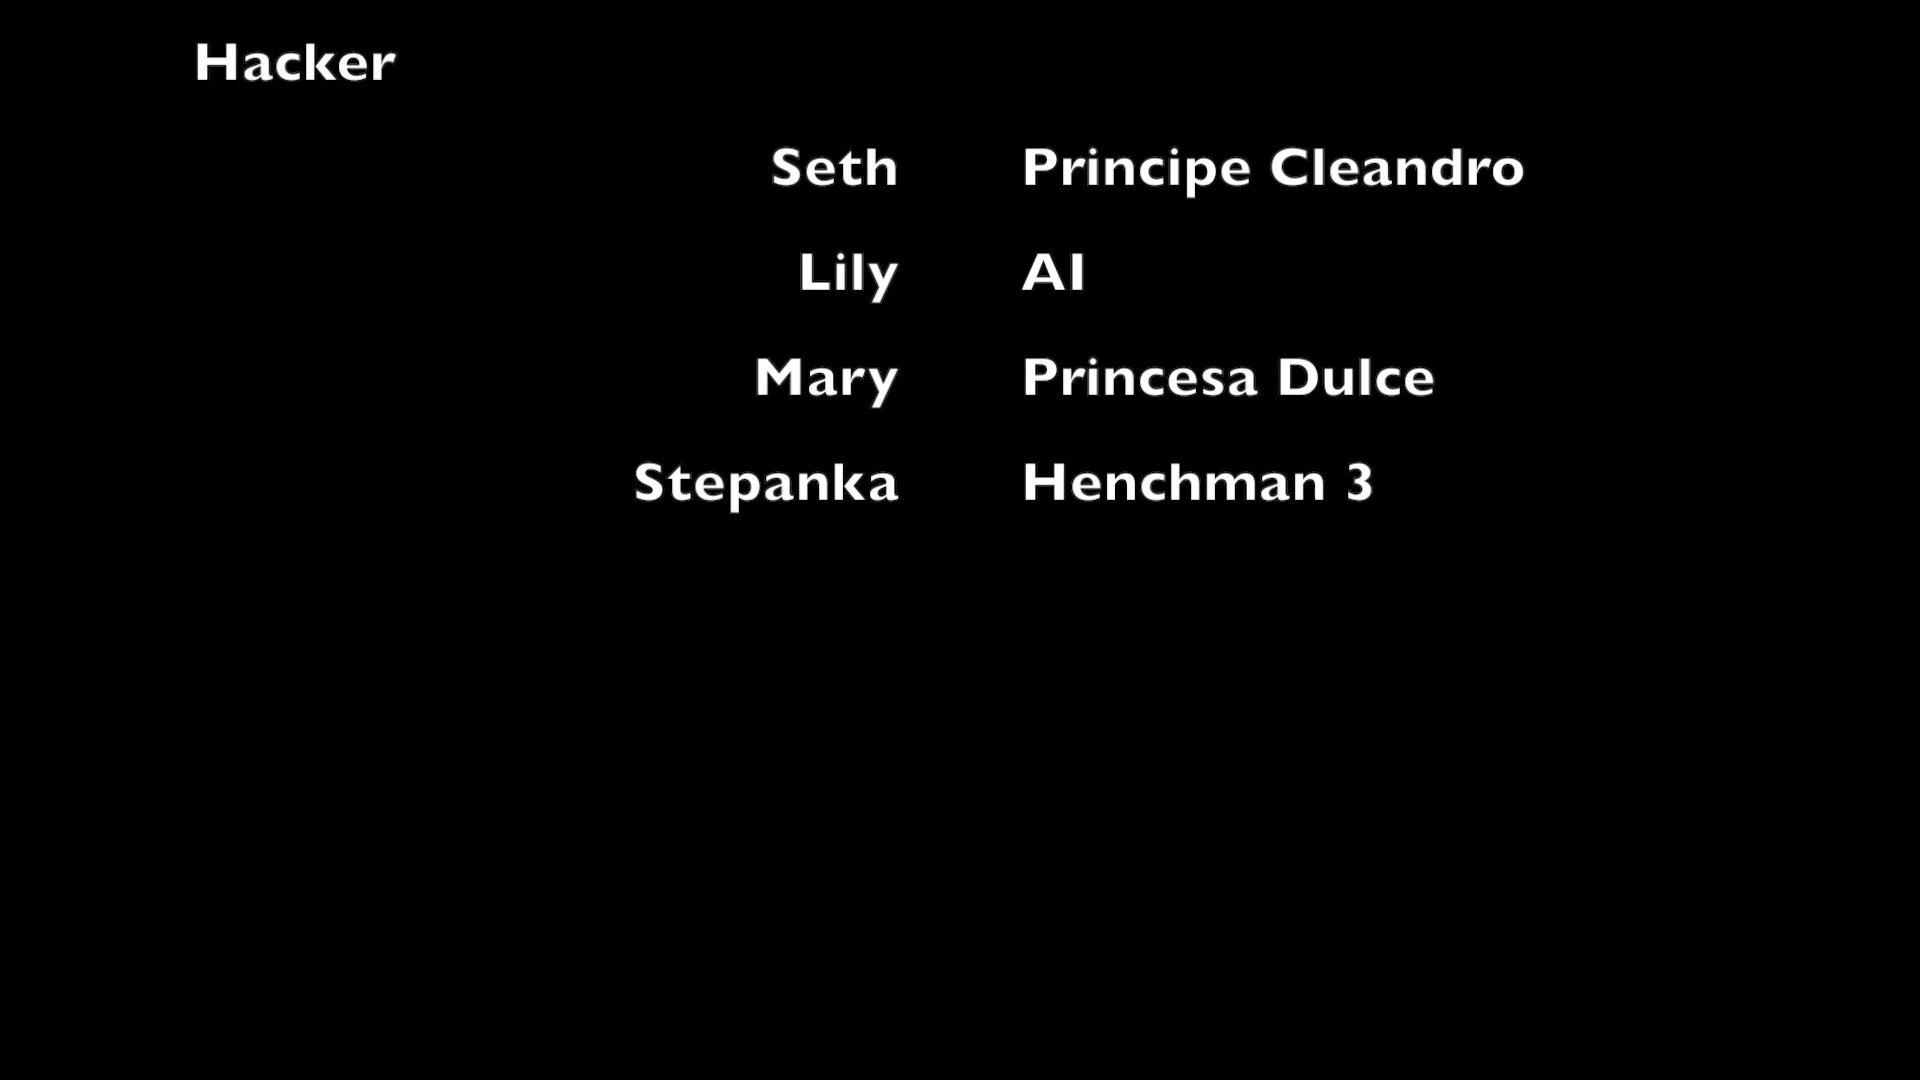 Hacker
Seth Principe Cleandro
Lily AI
Mary Princesa Dulce
Stepanka Henchman 3